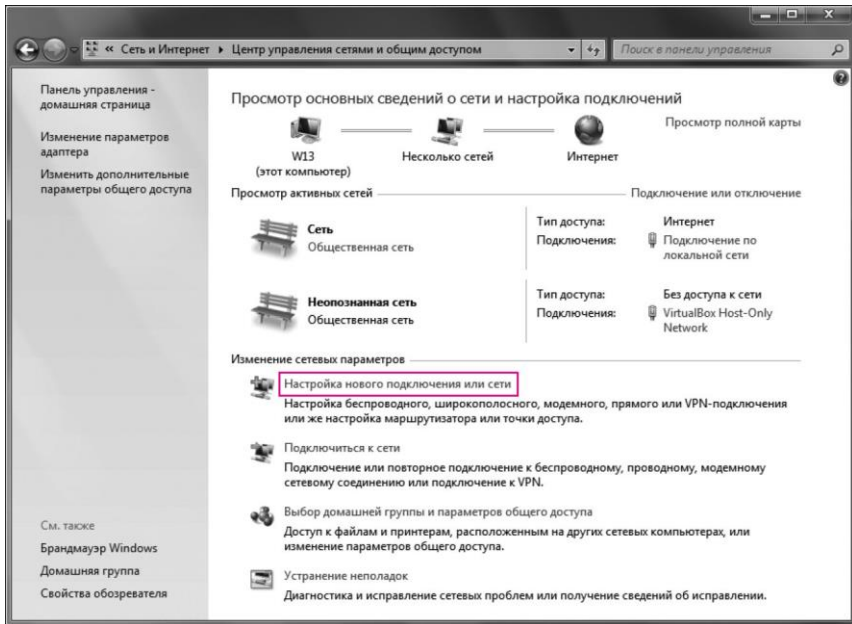 « Сеть и Интернет ▸ Центр управления сетями и общим доступом
Поиск в панели управления
Панель управления -
домашняя страница
Изменение параметров
адаптера
Изменить дополнительные
параметры общего доступа
Просмотр основных сведений о сети и настройка подключений
Просмотр полной карты
W13
(этот компьютер)
Несколько сетей
Интернет
Просмотр активных сетей
Подключение или отключение
Сеть
Общественная сеть
Тип доступа: Интернет
Подключения: Подключение по
локальной сети
Неопознанная сеть
Общественная сеть
Тип доступа: Без доступа к сети
Подключения: VirtualBox Host-Only
Network
Изменение сетевых параметров
Настройка нового подключения или сети
Настройка беспроводного, широкополосного, модемного, прямого или VPN-подключения
или же настройка маршрутизатора или точки доступа.
Подключиться к сети
Подключение или повторное подключение к беспроводному, проводному, модемному
сетевому соединению или подключение к VPN.
Выбор домашней группы и параметров общего доступа
Доступ к файлам и принтерам, расположенным на других сетевых компьютерах, или
изменение параметров общего доступа.
Устранение неполадок
Диагностика и исправление сетевых проблем или получение сведений об исправлении.
См. также
Брандмауэр Windows
Домашняя группа
Свойства обозревателя